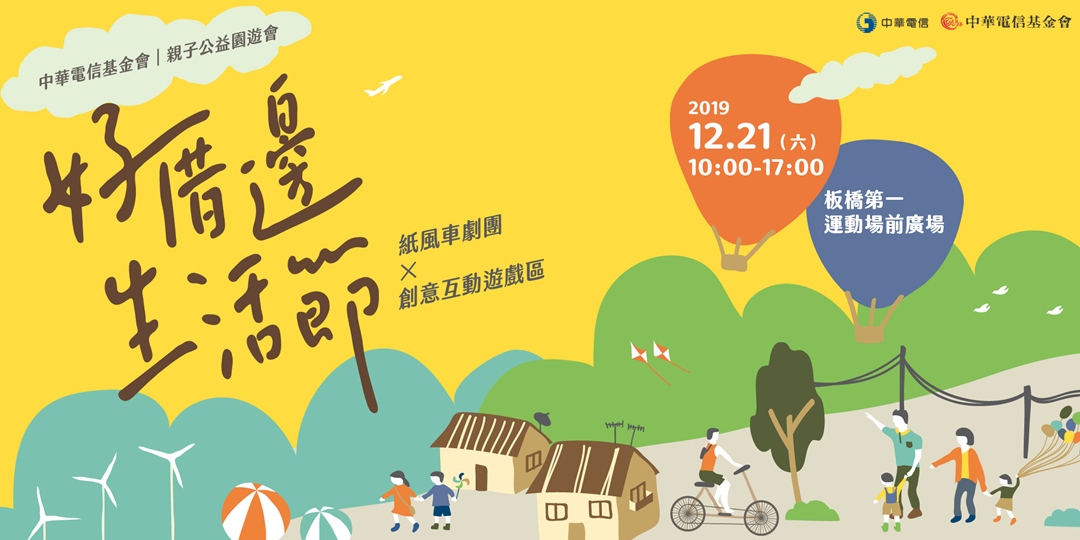 中華電信 中華電信基金會
中華電信基金會｜親子公益園遊會
好厝邊
生活節
紙風車劇團
×
創意互動遊戲區
2019
12.21（六）
10:00-17:00
板橋第一
運動場前廣場